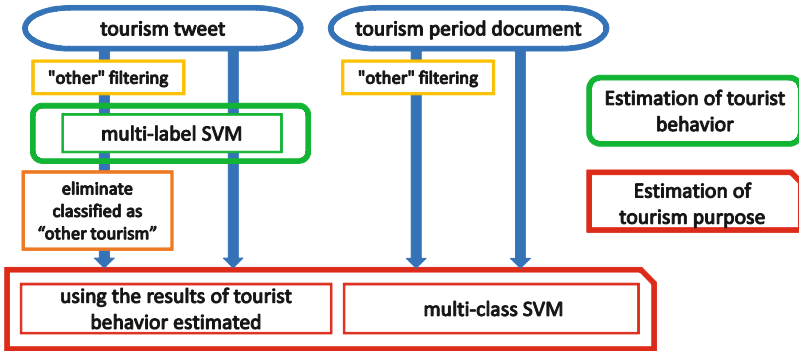 tourism tweet
tourism period document
"other" filtering
"other" filtering
multi-label SVM
Estimation of tourist
behavior
eliminate
classified as
“other tourism”
Estimation of
tourism purpose
using the results of tourist
behavior estimated
multi-class SVM